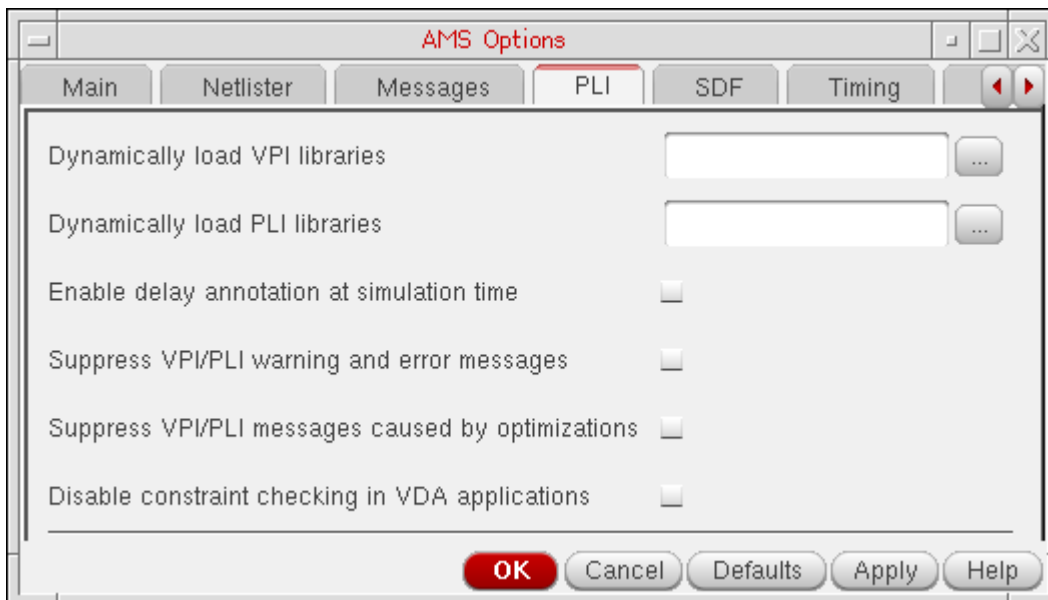 AMS Options
Main Netlister Messages PLI SDF Timing
Dynamically load VPI libraries ...
Dynamically load PLI libraries ...
Enable delay annotation at simulation time
Suppress VPI/PLI warning and error messages
Suppress VPI/PLI messages caused by optimizations
Disable constraint checking in VDA applications
OK Cancel Defaults Apply Help